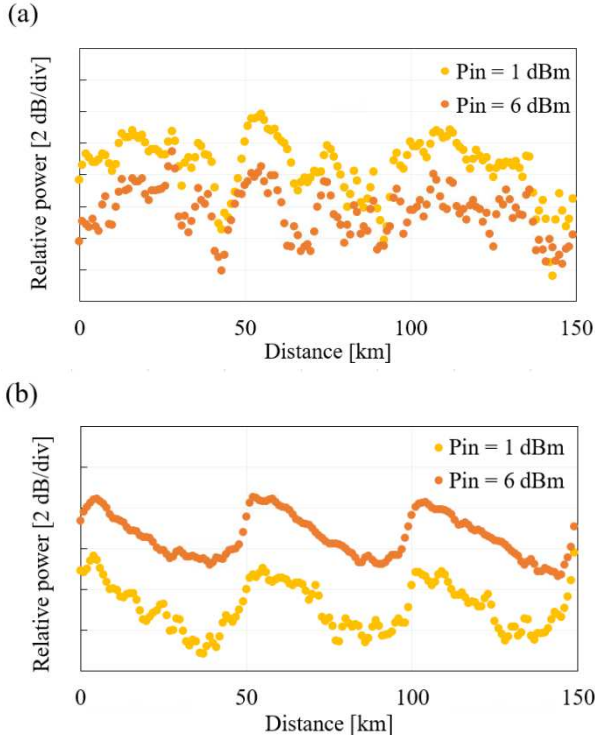 (a)
Relative power [2 dB/div]
Pin = 1 dBm
Pin = 6 dBm
0 50 100 150
Distance [km]
(b)
Relative power [2 dB/div]
Pin = 1 dBm
Pin = 6 dBm
0 50 100 150
Distance [km]